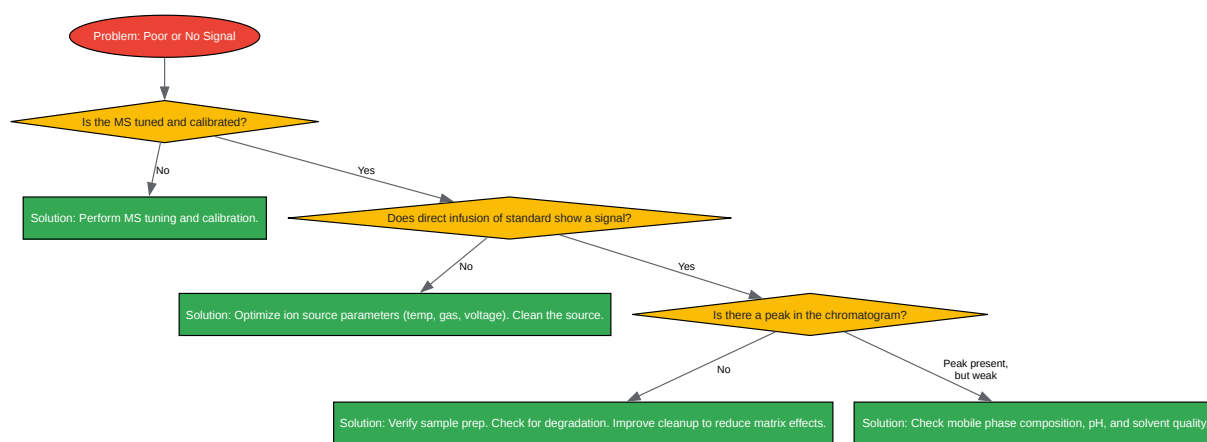 Problem: Poor or No Signal
Is the MS tuned and calibrated?
No
Yes
Solution: Perform MS tuning and calibration.
Does direct infusion of standard show a signal?
No
Yes
Solution: Optimize ion source parameters (temp, gas, voltage). Clean the source.
Is there a peak in the chromatogram?
No
Peak present,
but weak
Solution: Verify sample prep. Check for degradation. Improve cleanup to reduce matrix effects.
Solution: Check mobile phase composition, pH, and solvent quality.